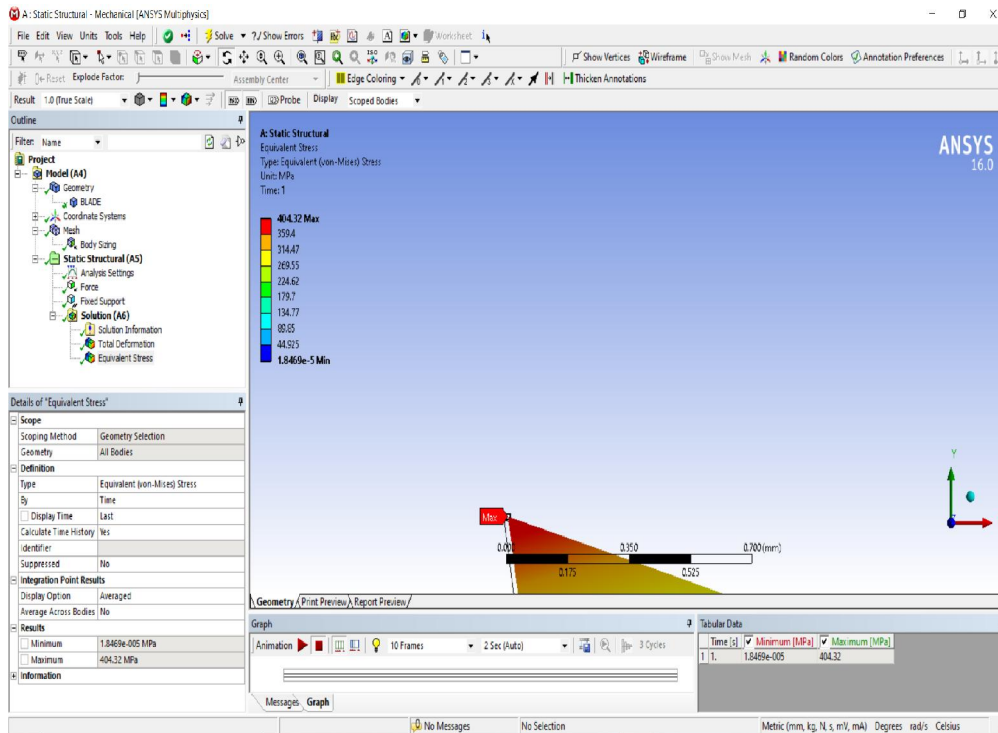 A : Static Structural - Mechanical [ANSYS Multiphysics]
File Edit View Units Tools Help Solve ?/ Show Errors Worksheet
Show Vertices Wireframe Show Mesh Random Colors Annotation Preferences
Reset Explode Factor: Assembly Center Edge Coloring Thicken Annotations
Result 1.0 (True Scale) Probe Display Scoped Bodies
Outline
Filter: Name
Project
Model (A4)
Geometry
BLADE
Coordinate Systems
Mesh
Body Sizing
Static Structural (A5)
Analysis Settings
Force
Fixed Support
Solution (A6)
Solution Information
Total Deformation
Equivalent Stress
Details of "Equivalent Stress"
Scope
Scoping Method Geometry Selection
Geometry All Bodies
Definition
Type Equivalent (von-Mises) Stress
By Time
Display Time Last
Calculate Time History Yes
Identifier
Suppressed No
Integration Point Results
Display Option Averaged
Average Across Bodies No
Results
Minimum 1.8469e-005 MPa
Maximum 404.32 MPa
Information
A: Static Structural
Equivalent Stress
Type: Equivalent (von-Mises) Stress
Unit: MPa
Time: 1
404.32 Max
359.4
314.47
269.55
224.62
179.7
134.77
89.85
44.925
1.8469e-5 Min
ANSYS
16.0
Y
Max
0.000 0.350 0.700 (mm)
0.175 0.525
Geometry Print Preview Report Preview
Graph
Animation 10 Frames 2 Sec (Auto) 3 Cycles
Messages Graph
Tabular Data
Time [s] Minimum [MPa] Maximum [MPa]
1 1. 1.8469e-005 404.32
No Messages No Selection Metric (mm, kg, N, s, mV, mA) Degrees rad/s Celsius